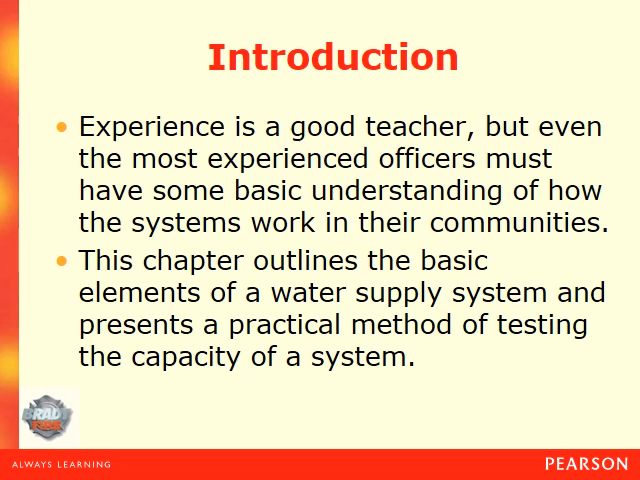 Introduction
• Experience is a good teacher, but even
the most experienced officers must
have some basic understanding of how
the systems work in their communities.
• This chapter outlines the basic
elements of a water supply system and
presents a practical method of testing
the capacity of a system.
BRADY
FIRE
ALWAYS LEARNING
PEARSON